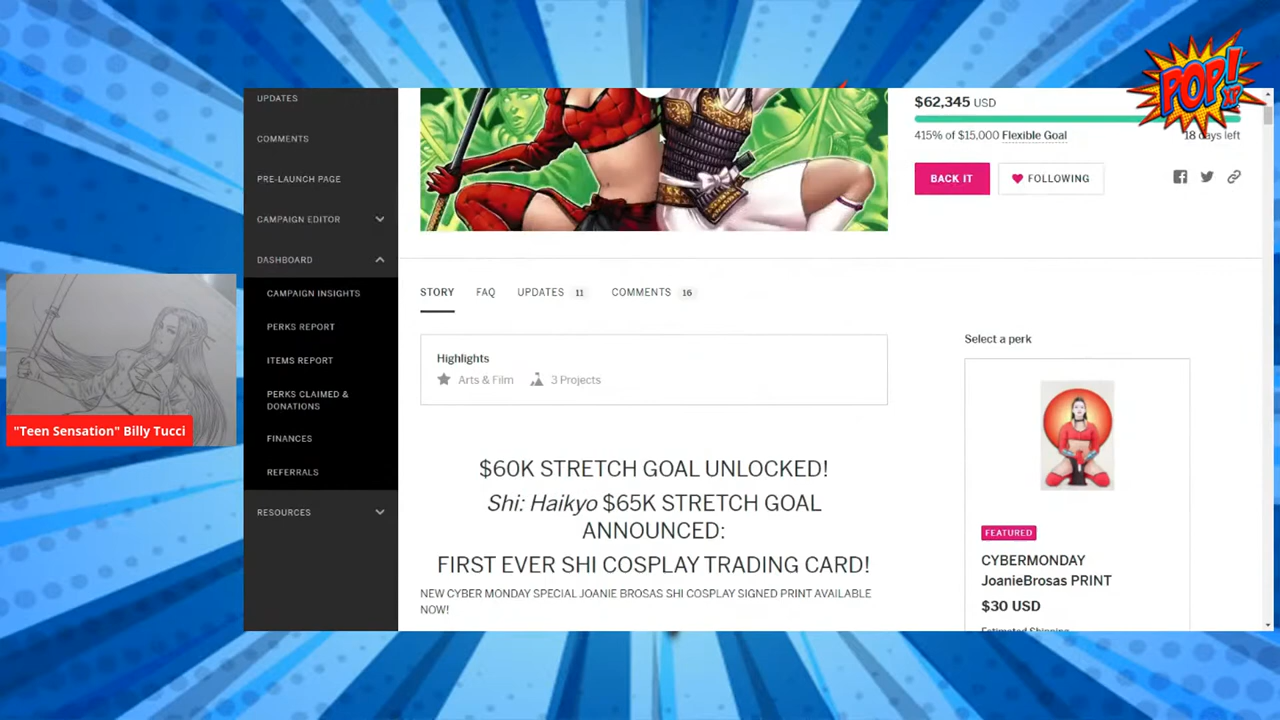 POP!
XP
UPDATES
COMMENTS
PRE-LAUNCH PAGE
CAMPAIGN EDITOR
DASHBOARD
CAMPAIGN INSIGHTS
PERKS REPORT
ITEMS REPORT
PERKS CLAIMED &
DONATIONS
FINANCES
REFERRALS
RESOURCES
"Teen Sensation" Billy Tucci
$62,345 USD
415% of $15,000 Flexible Goal
18 days left
BACK IT
FOLLOWING
STORY FAQ UPDATES 11 COMMENTS 16
Highlights
Arts & Film 3 Projects
$60K STRETCH GOAL UNLOCKED!
Shi: Haikyo $65K STRETCH GOAL
ANNOUNCED:
FIRST EVER SHI COSPLAY TRADING CARD!
NEW CYBER MONDAY SPECIAL JOANIE BROSAS SHI COSPLAY SIGNED PRINT AVAILABLE
NOW!
Select a perk
FEATURED
CYBERMONDAY
JoanieBrosas PRINT
$30 USD
Estimated Shipping